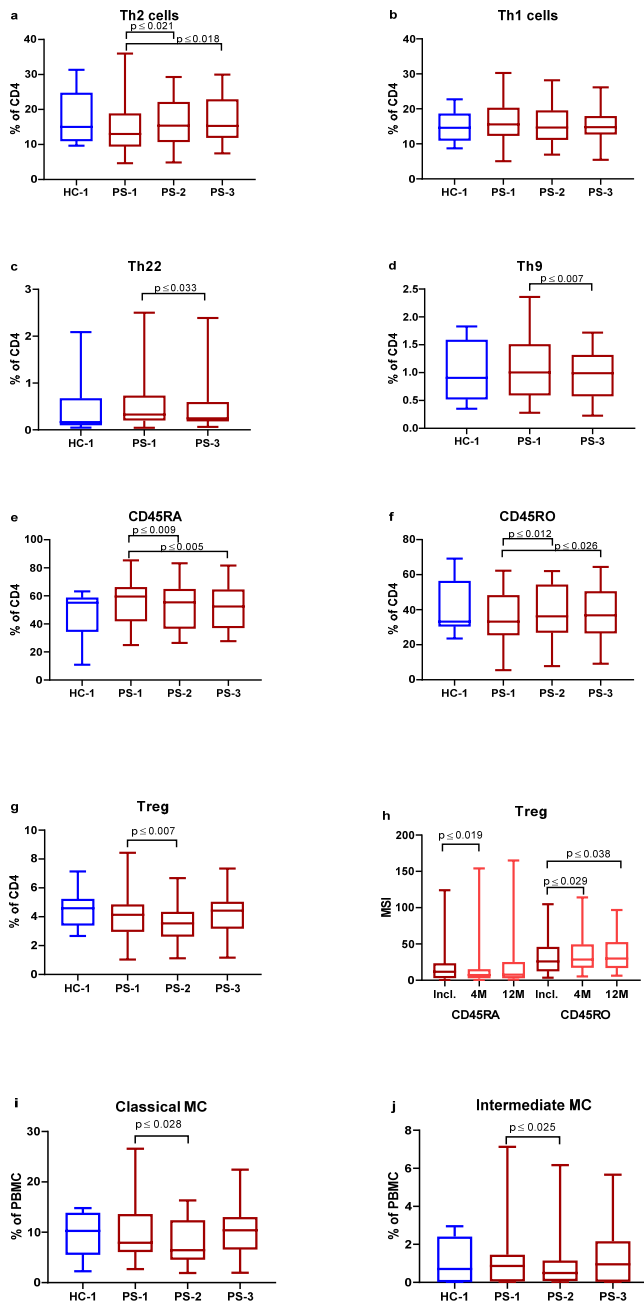 a
Th2 cells
p ≤ 0.021
p ≤ 0.018
% of CD4
40
30
20
10
0
HC-1 PS-1 PS-2 PS-3
b
Th1 cells
% of CD4
40
30
20
10
0
HC-1 PS-1 PS-2 PS-3
c
Th22
p ≤ 0.033
% of CD4
3
2
1
0
HC-1 PS-1 PS-3
d
Th9
p ≤ 0.007
% of CD4
2.5
2.0
1.5
1.0
0.5
0.0
HC-1 PS-1 PS-3
e
CD45RA
p ≤ 0.009
p ≤ 0.005
% of CD4
100
80
60
40
20
0
HC-1 PS-1 PS-2 PS-3
f
CD45RO
p ≤ 0.012
p ≤ 0.026
% of CD4
80
60
40
20
0
HC-1 PS-1 PS-2 PS-3
g
Treg
p ≤ 0.007
% of CD4
10
8
6
4
2
0
HC-1 PS-1 PS-2 PS-3
h
Treg
p ≤ 0.019
p ≤ 0.038
p ≤ 0.029
MSI
200
150
100
50
0
Incl. 4M 12M Incl. 4M 12M
CD45RA CD45RO
i
Classical MC
p ≤ 0.028
% of PBMC
30
20
10
0
HC-1 PS-1 PS-2 PS-3
j
Intermediate MC
p ≤ 0.025
% of PBMC
8
6
4
2
0
HC-1 PS-1 PS-2 PS-3